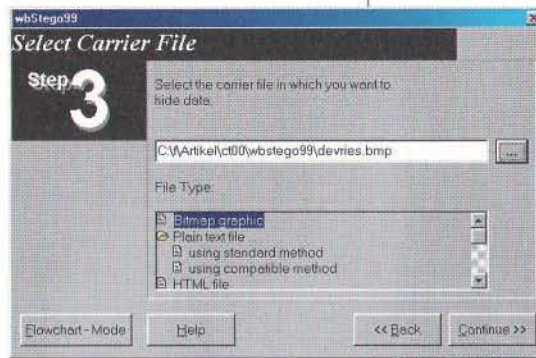 wbStego99
Select Carrier File
Step 3
Select the carrier file in which you want to
hide data.
C:\f\Artikel\ct00\wbstego99\devries.bmp
...
File Type:
Bitmap graphic
Plain text file
using standard method
using compatible method
HTML file
Flowchart - Mode
Help
<< Back
Continue >>